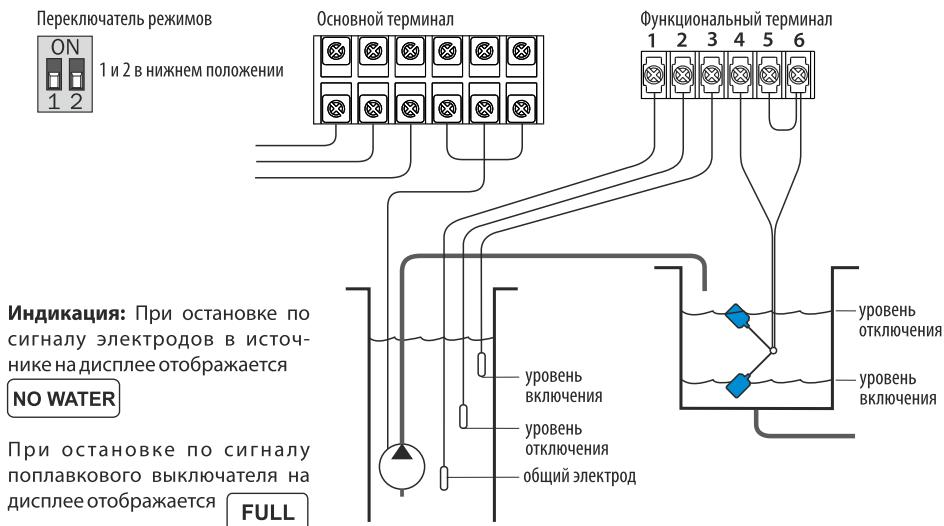 Переключатель режимов
ON
1 2
1 и 2 в нижнем положении
Основной терминал
Функциональный терминал
1 2 3 4 5 6
Индикация: При остановке по
сигналу электродов в источ-
нике на дисплее отображается
NO WATER
При остановке по сигналу
поплавкового выключателя на
дисплее отображается FULL
уровень
включения
уровень
отключения
общий электрод
уровень
отключения
уровень
включения